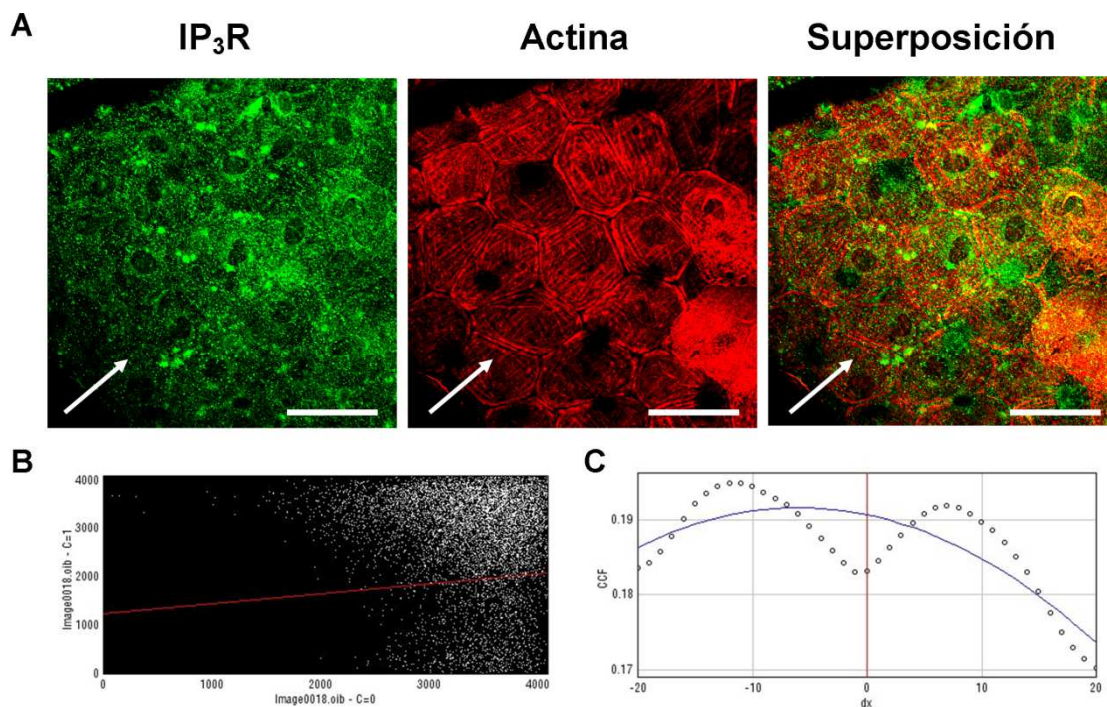 A
IP₃R Actina Superposición
B
4000
3000
2000
1000
0
Image0018.oib - C=1
0 1000 2000 3000 4000
Image0018.oib - C=0
C
0.19
0.18
0.17
CCF
-20 -10 0 10 20
dx